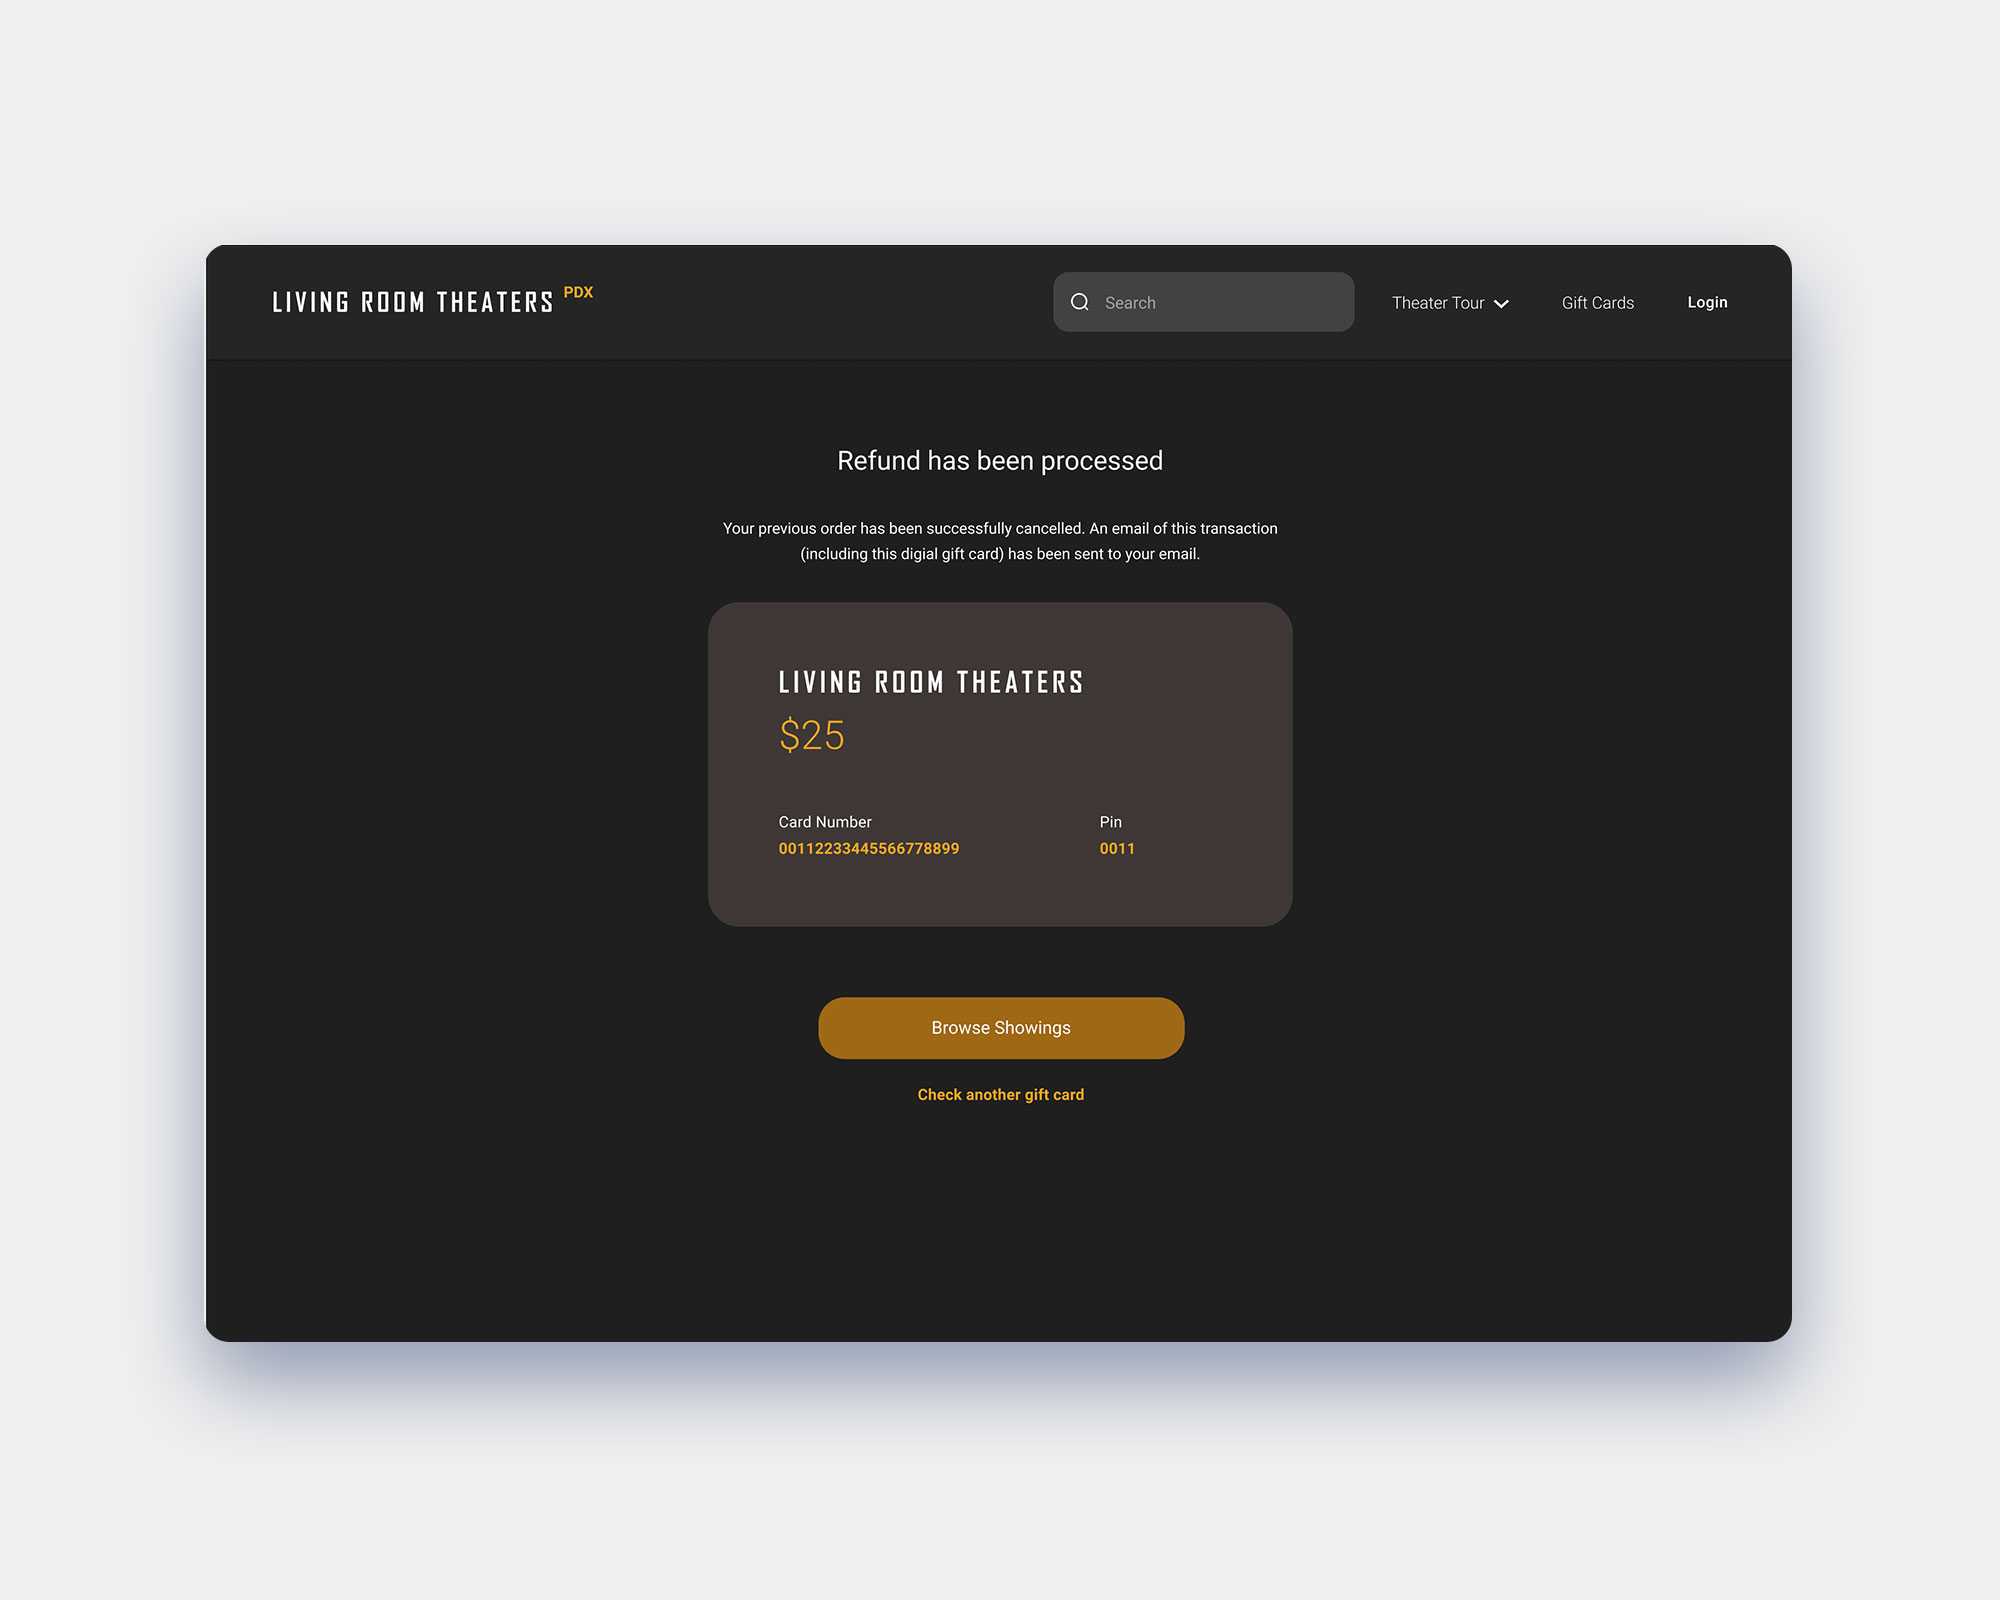 LIVING ROOM THEATERS PDX
Search
Theater Tour
Gift Cards
Login
Refund has been processed
Your previous order has been successfully cancelled. An email of this transaction
(including this digial gift card) has been sent to your email.
LIVING ROOM THEATERS
$25
Card Number
00112233445566778899
Pin
0011
Browse Showings
Check another gift card